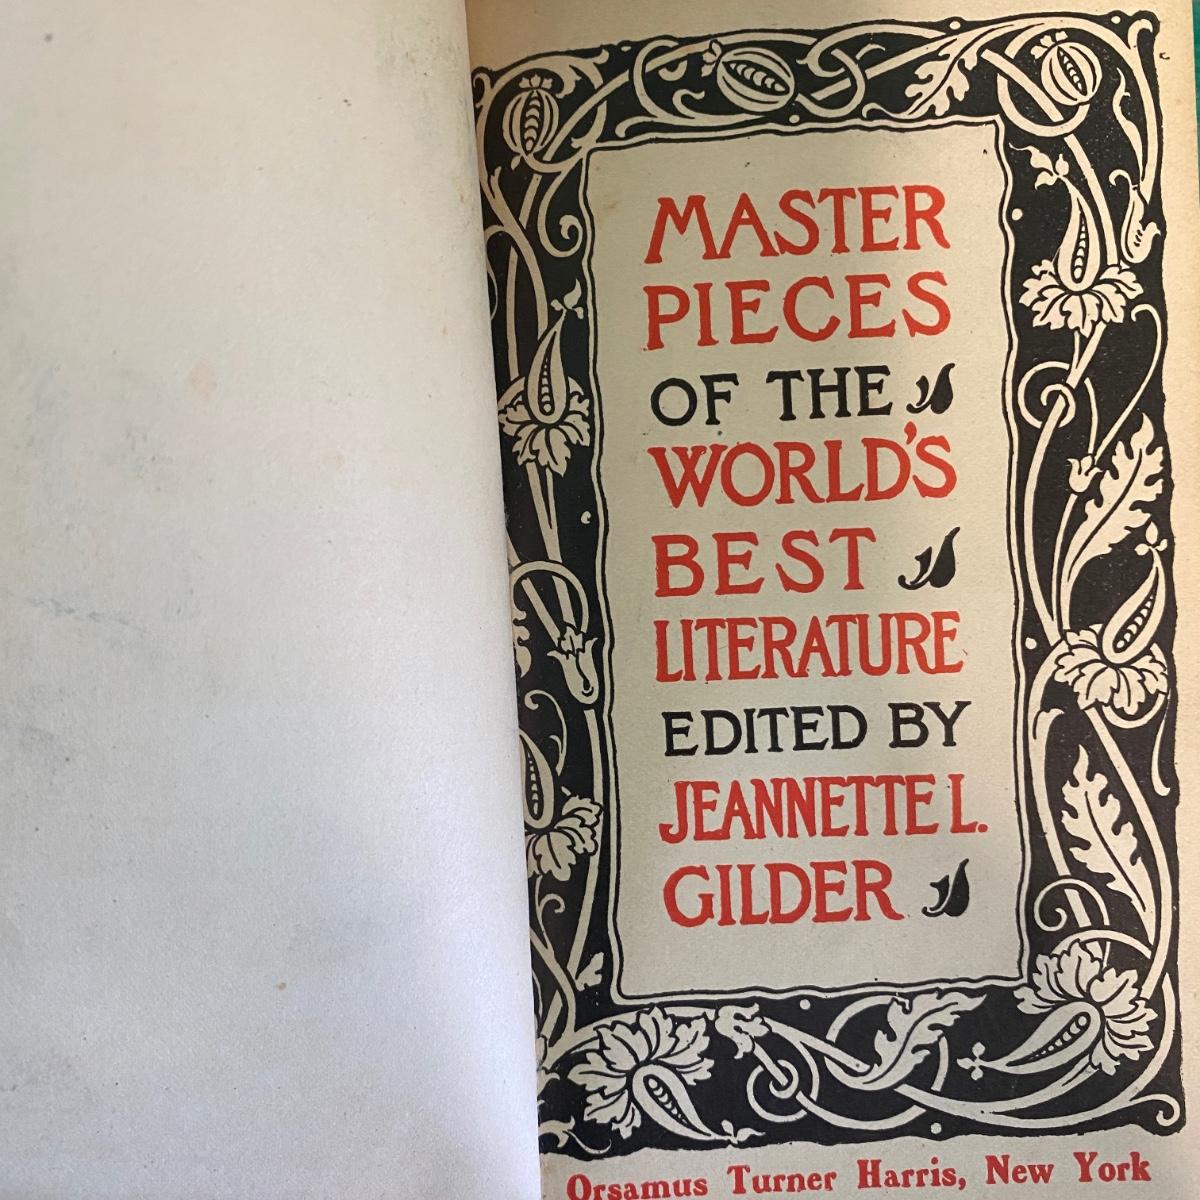 MASTER
PIECES
OF THE
WORLD'S
BEST
LITERATURE
EDITED BY
JEANNETTE L.
GILDER
Orsamus Turner Harris, New York